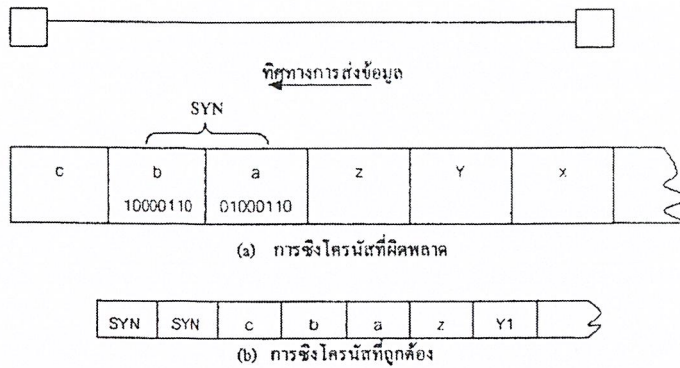 ทิศทางการส่งข้อมูล
SYN
c b a z Y x
10000110 01000110
(a) การซิงโครนัสที่ผิดพลาด
SYN SYN c b a z Y1
(b) การซิงโครนัสที่ถูกต้อง